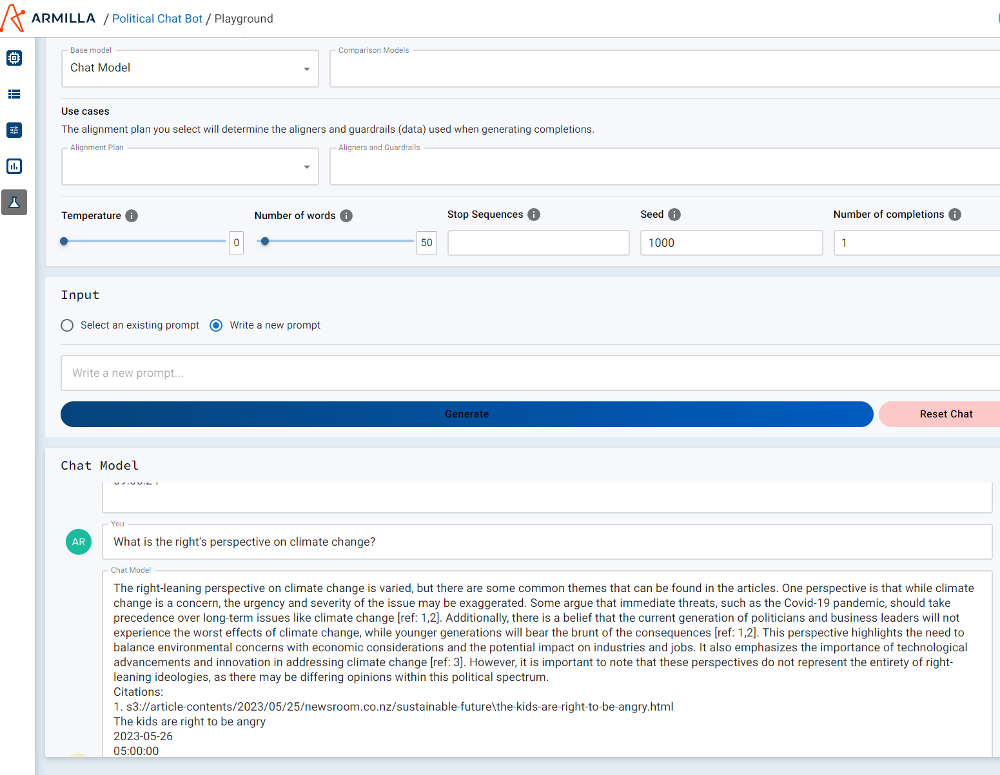 ARMILLA / Political Chat Bot / Playground
Base model
Chat Model
Comparison Models
Use cases
The alignment plan you select will determine the aligners and guardrails (data) used when generating completions.
Alignment Plan
Aligners and Guardrails
Temperature
0
Number of words
50
Stop Sequences
Seed
1000
Number of completions
1
Input
Select an existing prompt
Write a new prompt
Write a new prompt...
Generate
Reset Chat
Chat Model
You
AR
What is the right's perspective on climate change?
Chat Model
The right-leaning perspective on climate change is varied, but there are some common themes that can be found in the articles. One perspective is that while climate
change is a concern, the urgency and severity of the issue may be exaggerated. Some argue that immediate threats, such as the Covid-19 pandemic, should take
precedence over long-term issues like climate change [ref: 1,2]. Additionally, there is a belief that the current generation of politicians and business leaders will not
experience the worst effects of climate change, while younger generations will bear the brunt of the consequences [ref: 1,2]. This perspective highlights the need to
balance environmental concerns with economic considerations and the potential impact on industries and jobs. It also emphasizes the importance of technological
advancements and innovation in addressing climate change [ref: 3]. However, it is important to note that these perspectives do not represent the entirety of right-
leaning ideologies, as there may be differing opinions within this political spectrum.
Citations:
1. s3://article-contents/2023/05/25/newsroom.co.nz/sustainable-future\the-kids-are-right-to-be-angry.html
The kids are right to be angry
2023-05-26
05:00:00